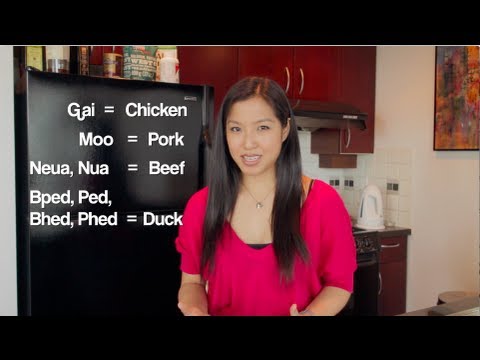 Gai = Chicken
Moo = Pork
Neua, Nua = Beef
Bped, Ped,
Bhed, Phed = Duck